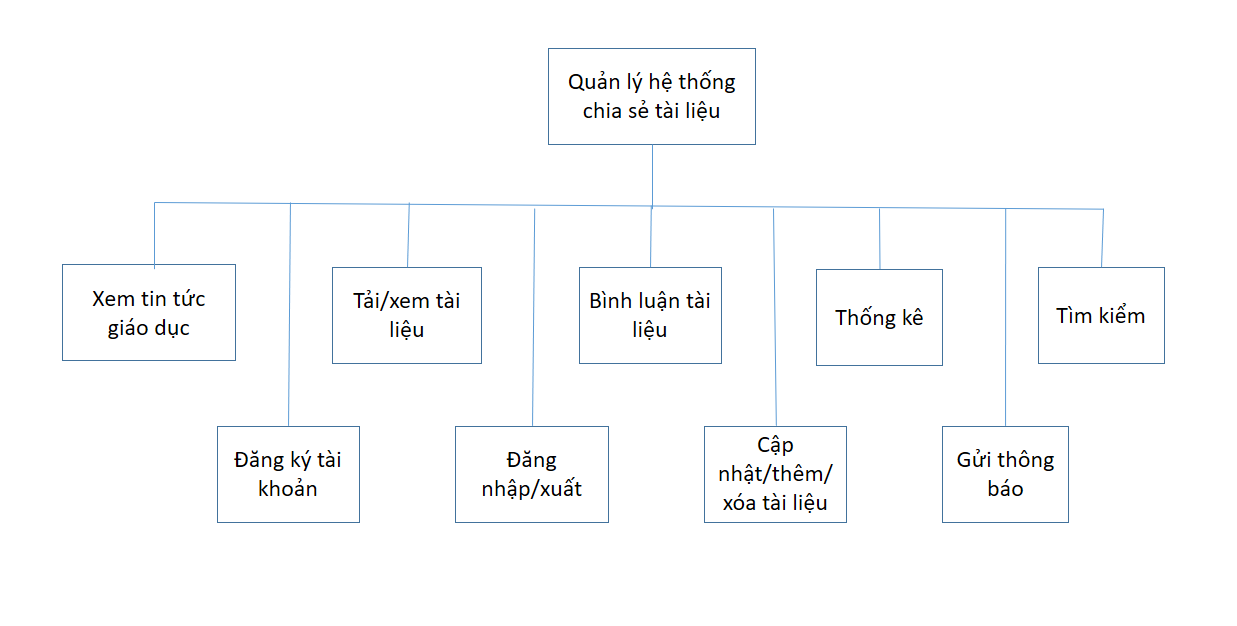 Quản lý hệ thống
chia sẻ tài liệu
Xem tin tức
giáo dục
Tải/xem tài
liệu
Bình luận tài
liệu
Thống kê
Tìm kiểm
Đăng ký tài
khoản
Đăng
nhập/xuất
Cập
nhật/thêm/
xóa tài liệu
Gửi thông
báo